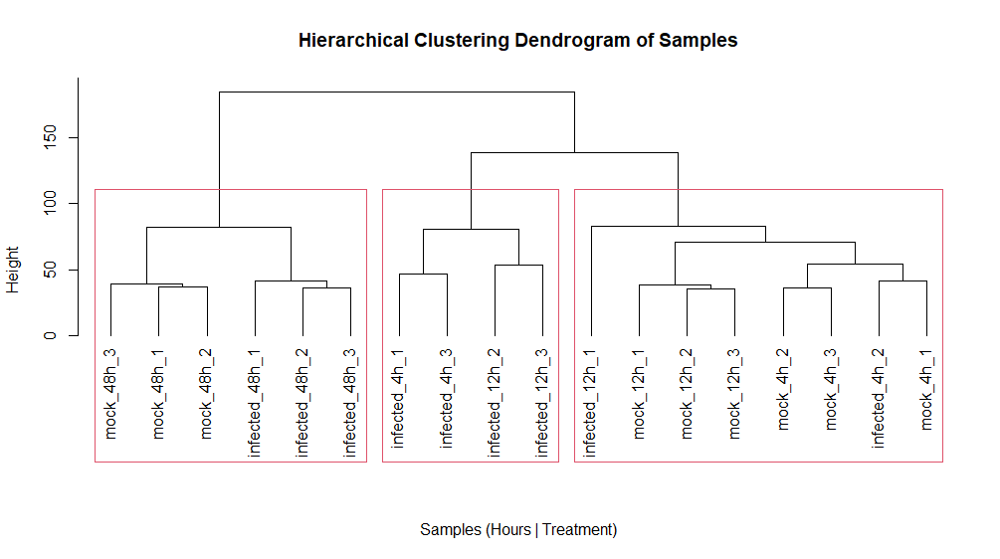 Hierarchical Clustering Dendrogram of Samples
Height
150
100
50
0
mock_48h_3
mock_48h_1
mock_48h_2
infected_48h_1
infected_48h_2
infected_48h_3
infected_4h_1
infected_4h_3
infected_12h_2
infected_12h_3
infected_12h_1
mock_12h_1
mock_12h_2
mock_12h_3
mock_4h_2
mock_4h_3
infected_4h_2
mock_4h_1
Samples (Hours | Treatment)